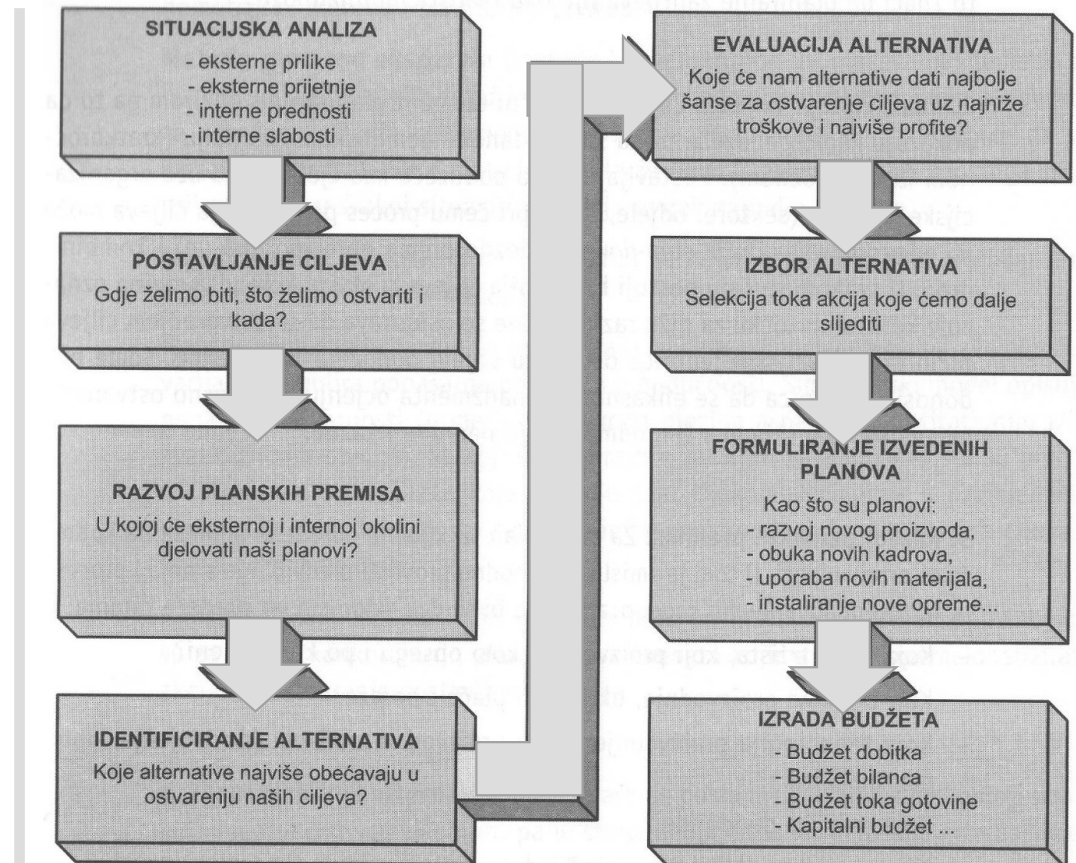 SITUACIJSKA ANALIZA
- eksterne prilike
- eksterne prijetnje
- interne prednosti
- interne slabosti
POSTAVLJANJE CILJEVA
Gdje želimo biti, što želimo ostvariti i
kada?
RAZVOJ PLANSKIH PREMISA
U kojoj će eksternoj i internoj okolini
djelovati naši planovi?
IDENTIFICIRANJE ALTERNATIVA
Koje alternative najviše obećavaju u
ostvarenju naših ciljeva?
EVALUACIJA ALTERNATIVA
Koje će nam alternative dati najbolje
šanse za ostvarenje ciljeva uz najniže
troškove i najviše profite?
IZBOR ALTERNATIVA
Selekcija toka akcija koje ćemo dalje
slijediti
FORMULIRANJE IZVEDENIH
PLANOVA
Kao što su planovi:
- razvoj novog proizvoda,
- obuka novih kadrova,
- uporaba novih materijala,
- instaliranje nove opreme...
IZRADA BUDŽETA
- Budžet dobitka
- Budžet bilanca
- Budžet toka gotovine
- Kapitalni budžet ...